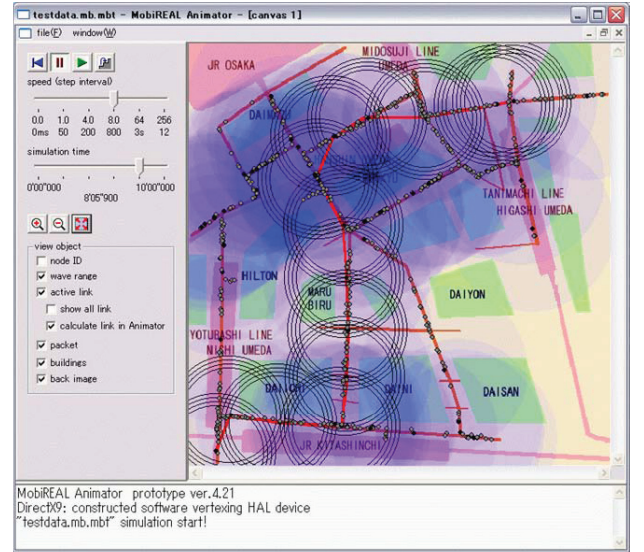 testdata.mb.mbt - MobiREAL Animator - [canvas 1]
file(F) window(W)
speed (step interval)
0.0 1.0 4.0 8.0 64 256
0ms 50 200 800 3s 12
simulation time
0'00"000 10'00"000
8'05"900
view object
node ID
wave range
active link
show all link
calculate link in Animator
packet
buildings
back image
JR OSAKA
MIDOSUJI LINE
UMEDA
DAIMARU
TANIMACHI LINE
HIGASHI UMEDA
HILTON
MARU
BIRU
DAIYON
YOTUBASHI LINE
NISHI UMEDA
DAIICHI
DAINI
DAISAN
JR KITASHINCHI
MobiREAL Animator prototype ver.4.21
DirectX9: constructed software vertexing HAL device
"testdata.mb.mbt" simulation start!